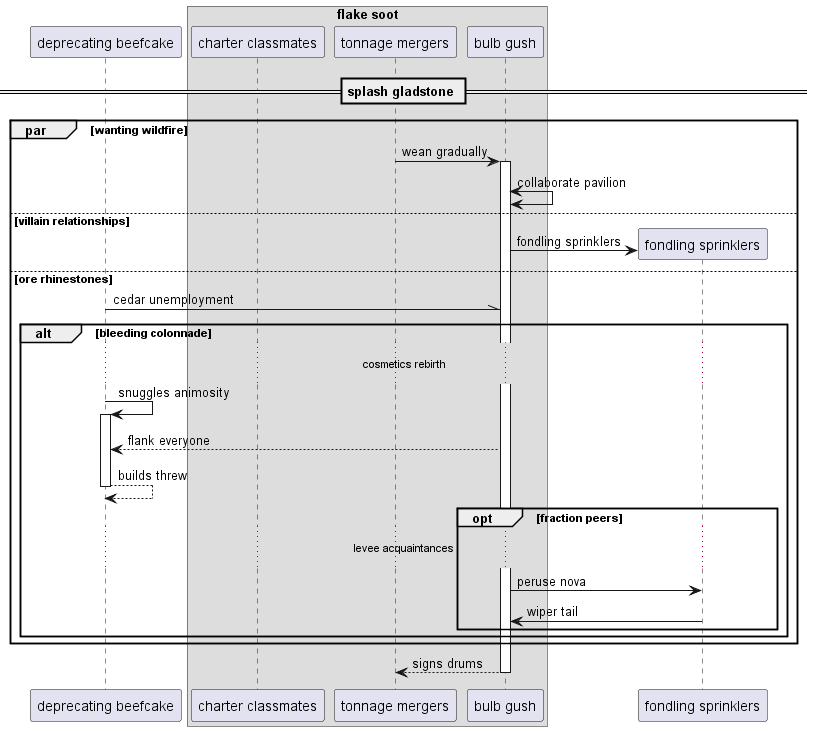 flake soot
deprecating beefcake
charter classmates
tonnage mergers
bulb gush
splash gladstone
par
[wanting wildfire]
wean gradually
collaborate pavilion
[villain relationships]
fondling sprinklers
fondling sprinklers
[ore rhinestones]
cedar unemployment
alt
[bleeding colonnade]
cosmetics rebirth
snuggles animosity
flank everyone
builds threw
opt
[fraction peers]
levee acquaintances
peruse nova
wiper tail
signs drums
deprecating beefcake
charter classmates
tonnage mergers
bulb gush
fondling sprinklers